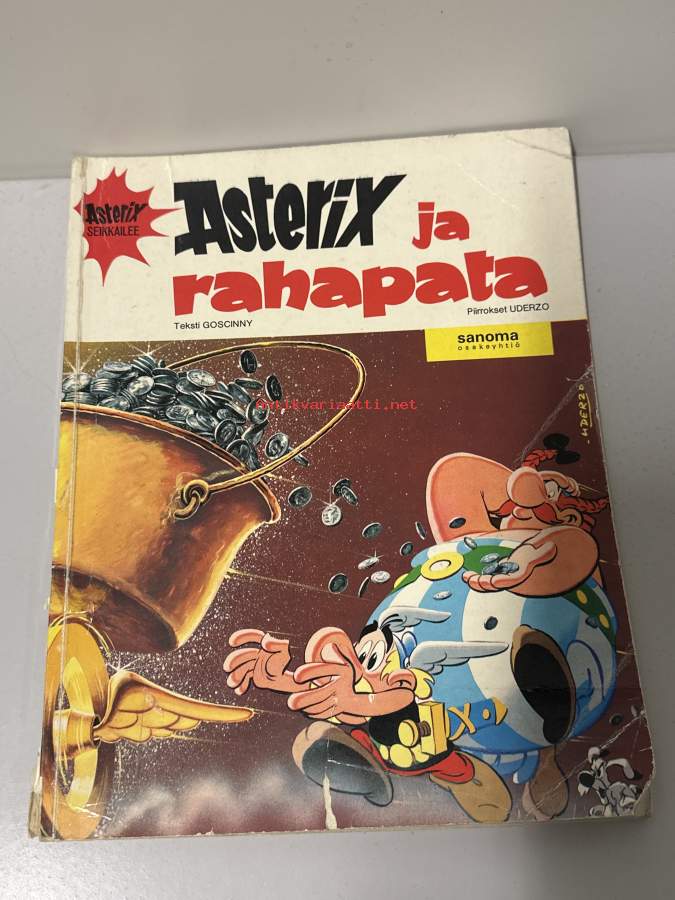 Asterix
SEIKKAILEE
Asterix ja
rahapata
Teksti GOSCINNY
Piirrokset UDERZO
sanoma
osakeyhtiö
Antikvariaatti.net
UDERZO